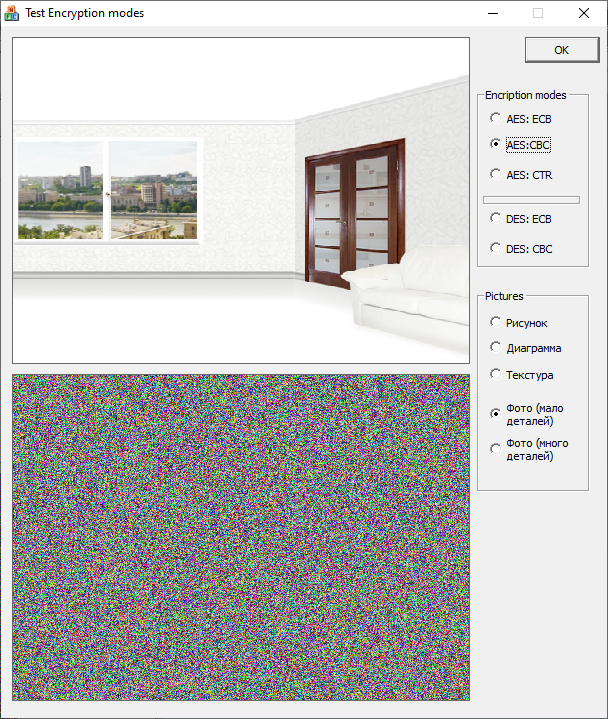 Test Encryption modes
OK
Encription modes
AES: ECB
AES:CBC
AES: CTR
DES: ECB
DES: CBC
Pictures
Рисунок
Диаграмма
Текстура
Фото (мало
деталей)
Фото (много
деталей)